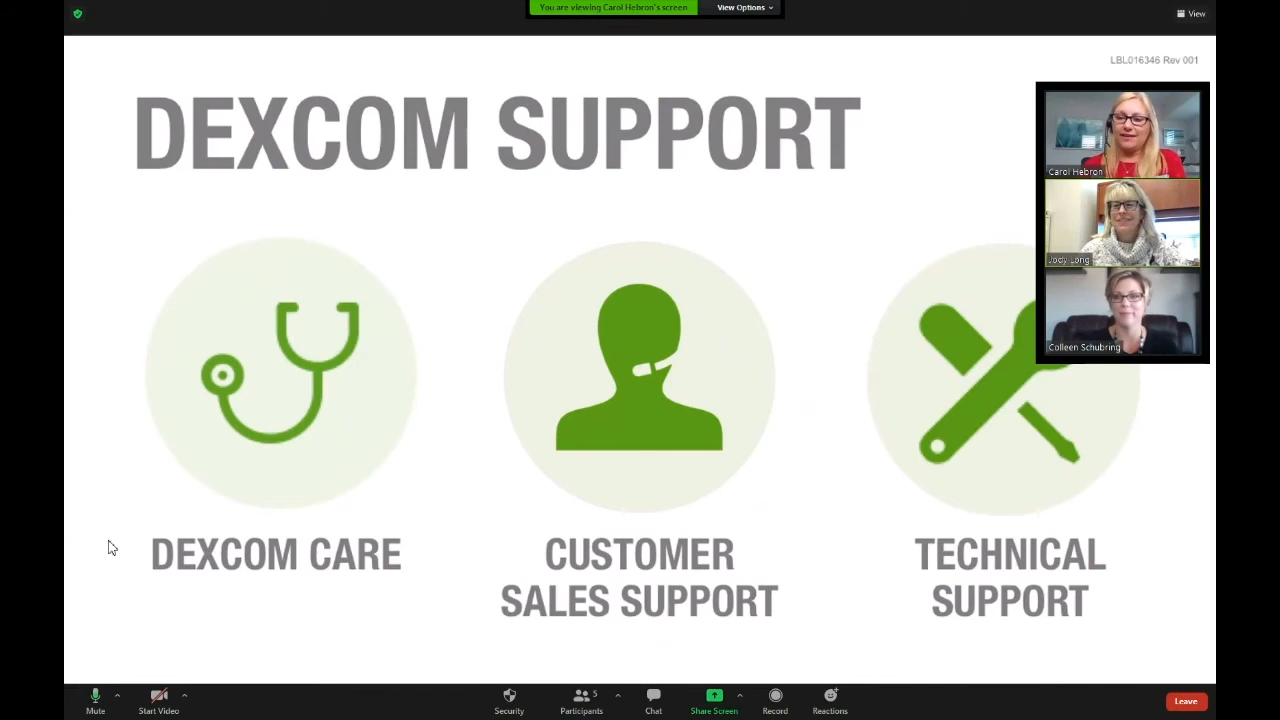 You are viewing Carol Hebron's screen
View Options
View
LBL016346 Rev 001
DEXCOM SUPPORT
Carol Hebron
Jody Long
Colleen Schubring
DEXCOM CARE
CUSTOMER
SALES SUPPORT
TECHNICAL
SUPPORT
Mute
Start Video
Security
Participants
5
Chat
Share Screen
Record
Reactions
Leave